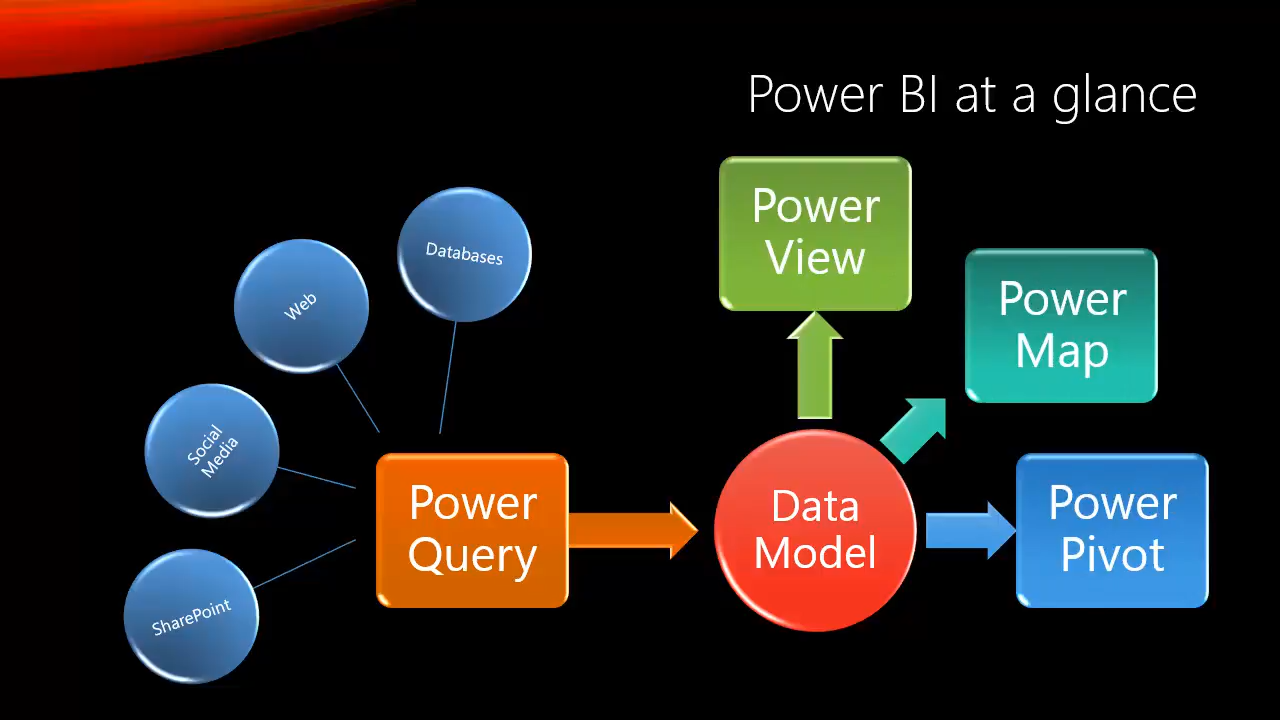 Power BI at a glance
Databases
Web
Social
Media
SharePoint
Power
Query
Data
Model
Power
View
Power
Map
Power
Pivot